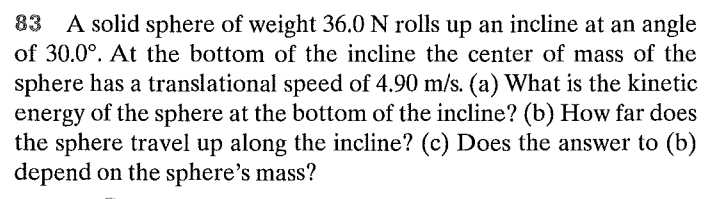 83 A solid sphere of weight 36.0 N rolls up an incline at an angle
of 30.0°. At the bottom of the incline the center of mass of the
sphere has a translational speed of 4.90 m/s. (a) What is the kinetic
energy of the sphere at the bottom of the incline? (b) How far does
the sphere travel up along the incline? (c) Does the answer to (b)
depend on the sphere's mass?